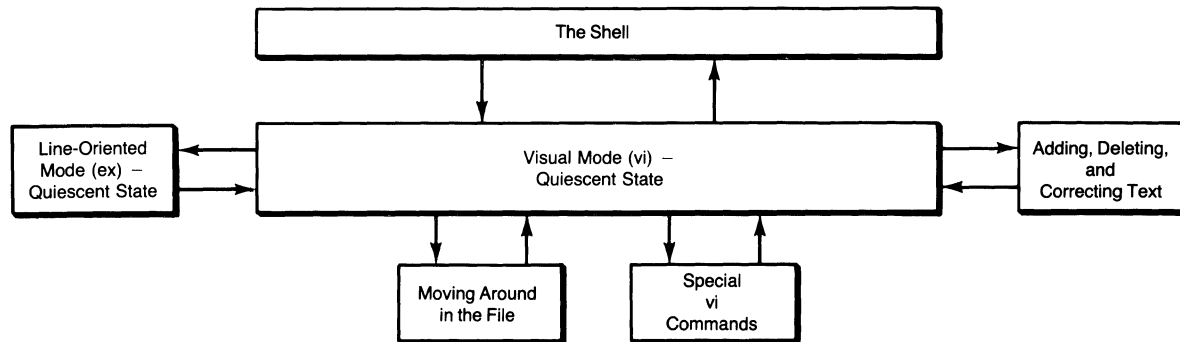 The Shell
Line-Oriented
Mode (ex) –
Quiescent State
Visual Mode (vi) –
Quiescent State
Adding, Deleting,
and
Correcting Text
Moving Around
in the File
Special
vi
Commands